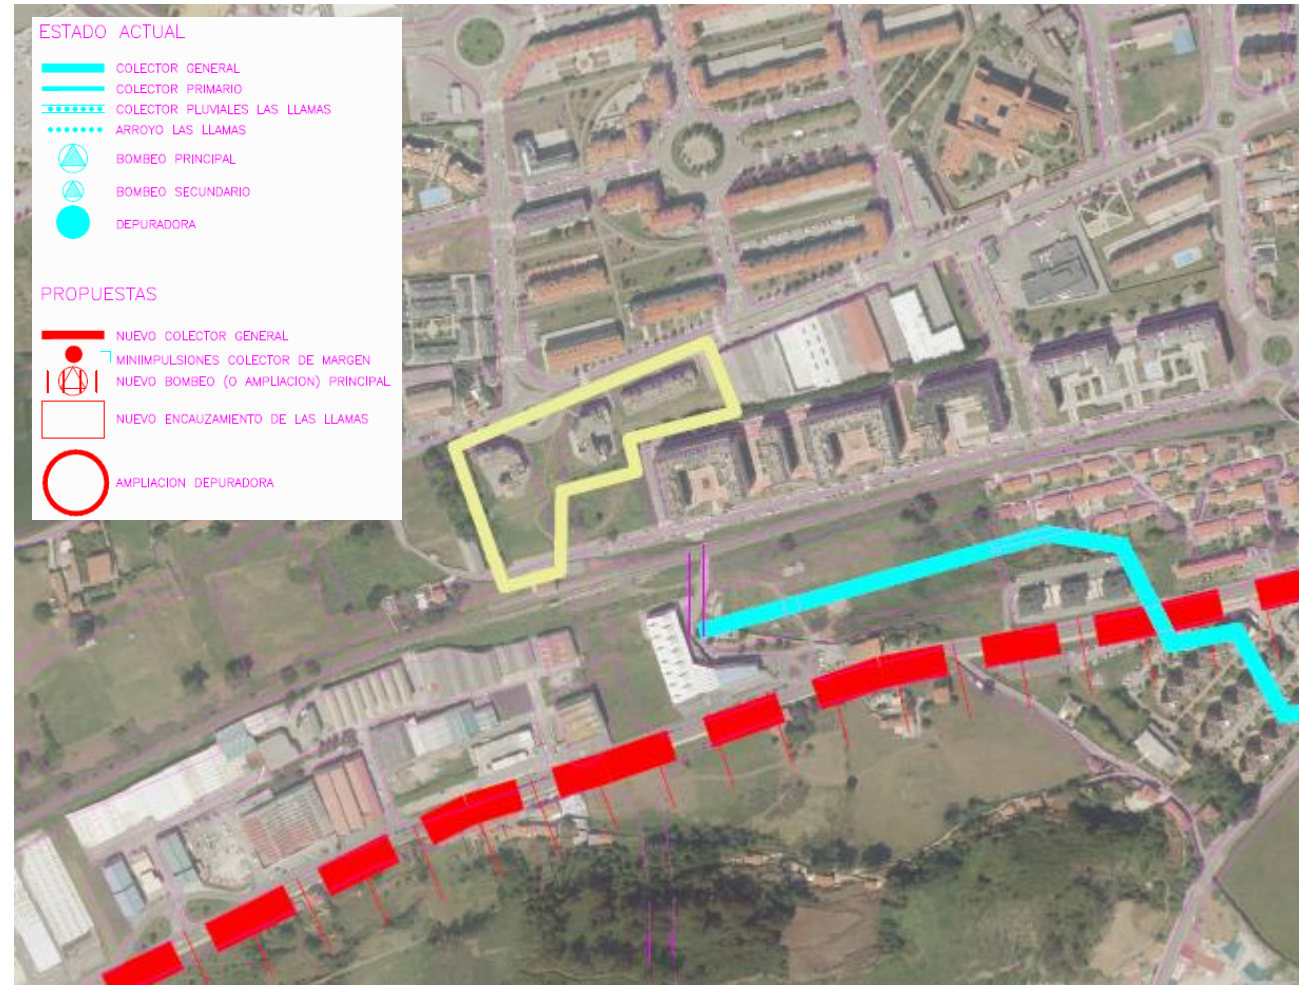 ESTADO ACTUAL
COLECTOR GENERAL
COLECTOR PRIMARIO
COLECTOR PLUVIALES LAS LLAMAS
ARROYO LAS LLAMAS
BOMBEO PRINCIPAL
BOMBEO SECUNDARIO
DEPURADORA
PROPUESTAS
NUEVO COLECTOR GENERAL
MINIIMPULSIONES COLECTOR DE MARGEN
NUEVO BOMBEO (O AMPLIACION) PRINCIPAL
NUEVO ENCAUZAMIENTO DE LAS LLAMAS
AMPLIACION DEPURADORA